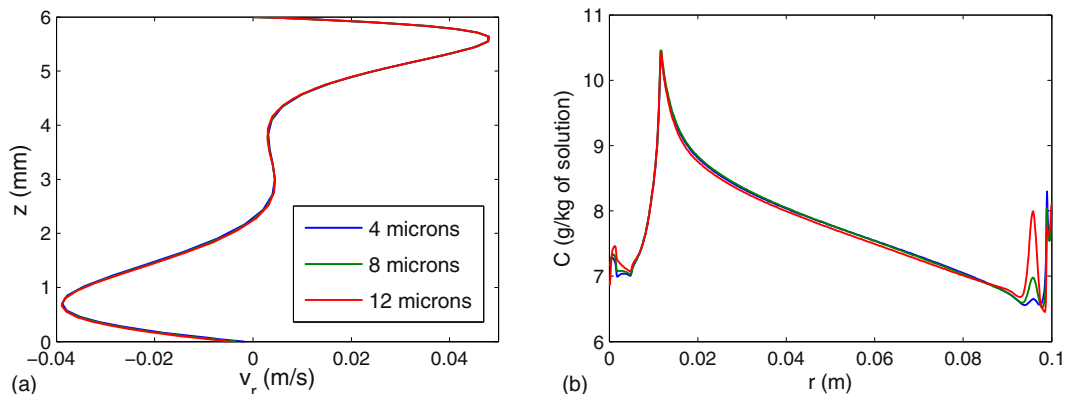 6
5
4
3
2
1
0
z (mm)
−0.04
−0.02
0
0.02
0.04
v_r (m/s)
4 microns
8 microns
12 microns
(a)
11
10
9
8
7
6
C (g/kg of solution)
0
0.02
0.04
0.06
0.08
0.1
r (m)
(b)